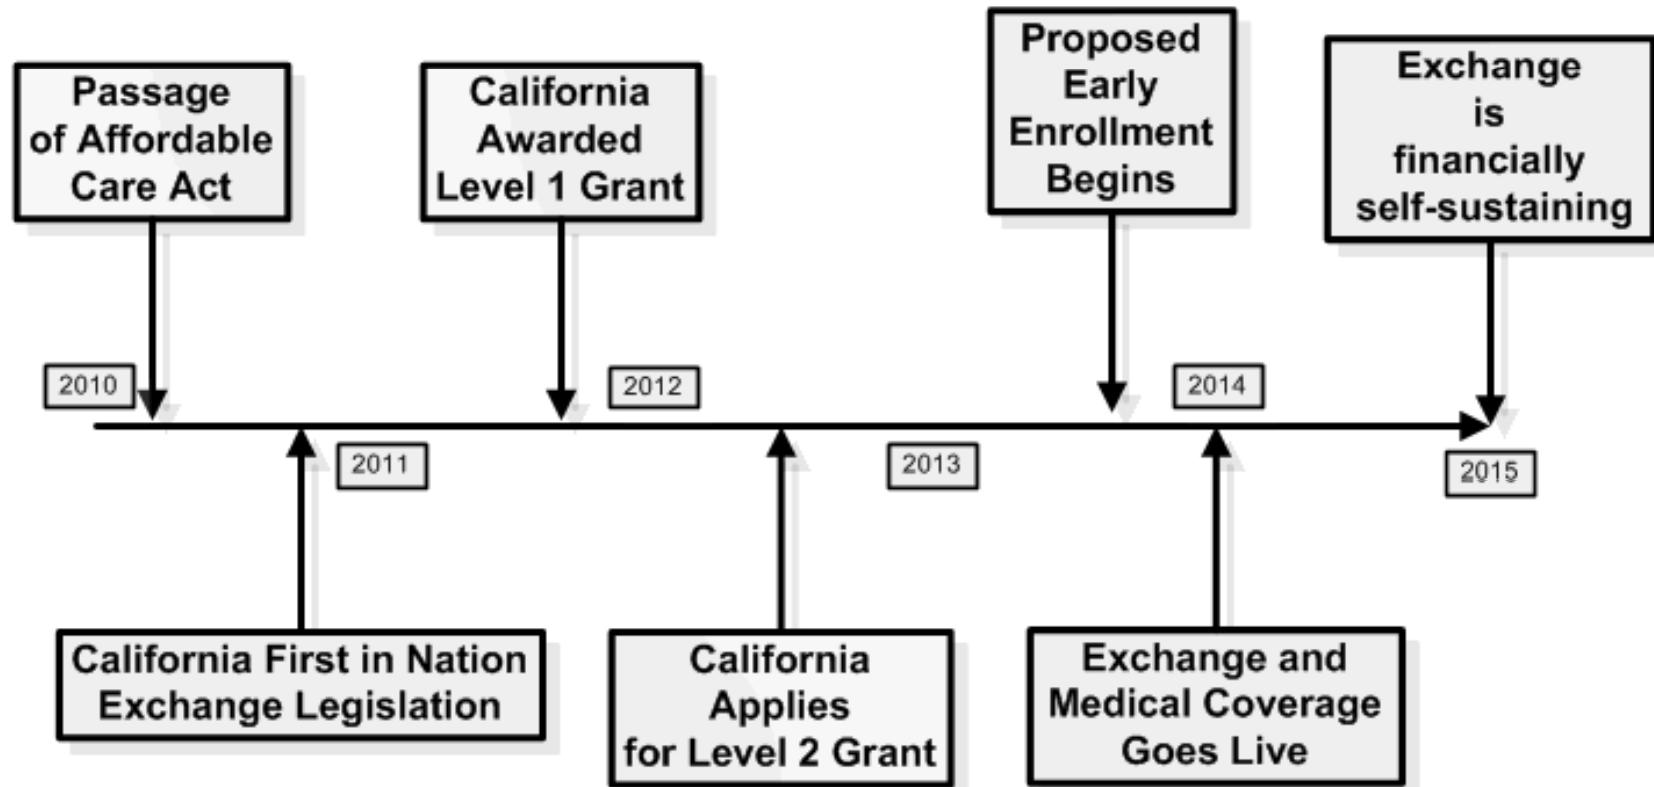 Passage
of Affordable
Care Act
California
Awarded
Level 1 Grant
Proposed
Early
Enrollment
Begins
Exchange
is
financially
self-sustaining
2010
2012
2014
2011
2013
2015
California First in Nation
Exchange Legislation
California
Applies
for Level 2 Grant
Exchange and
Medical Coverage
Goes Live